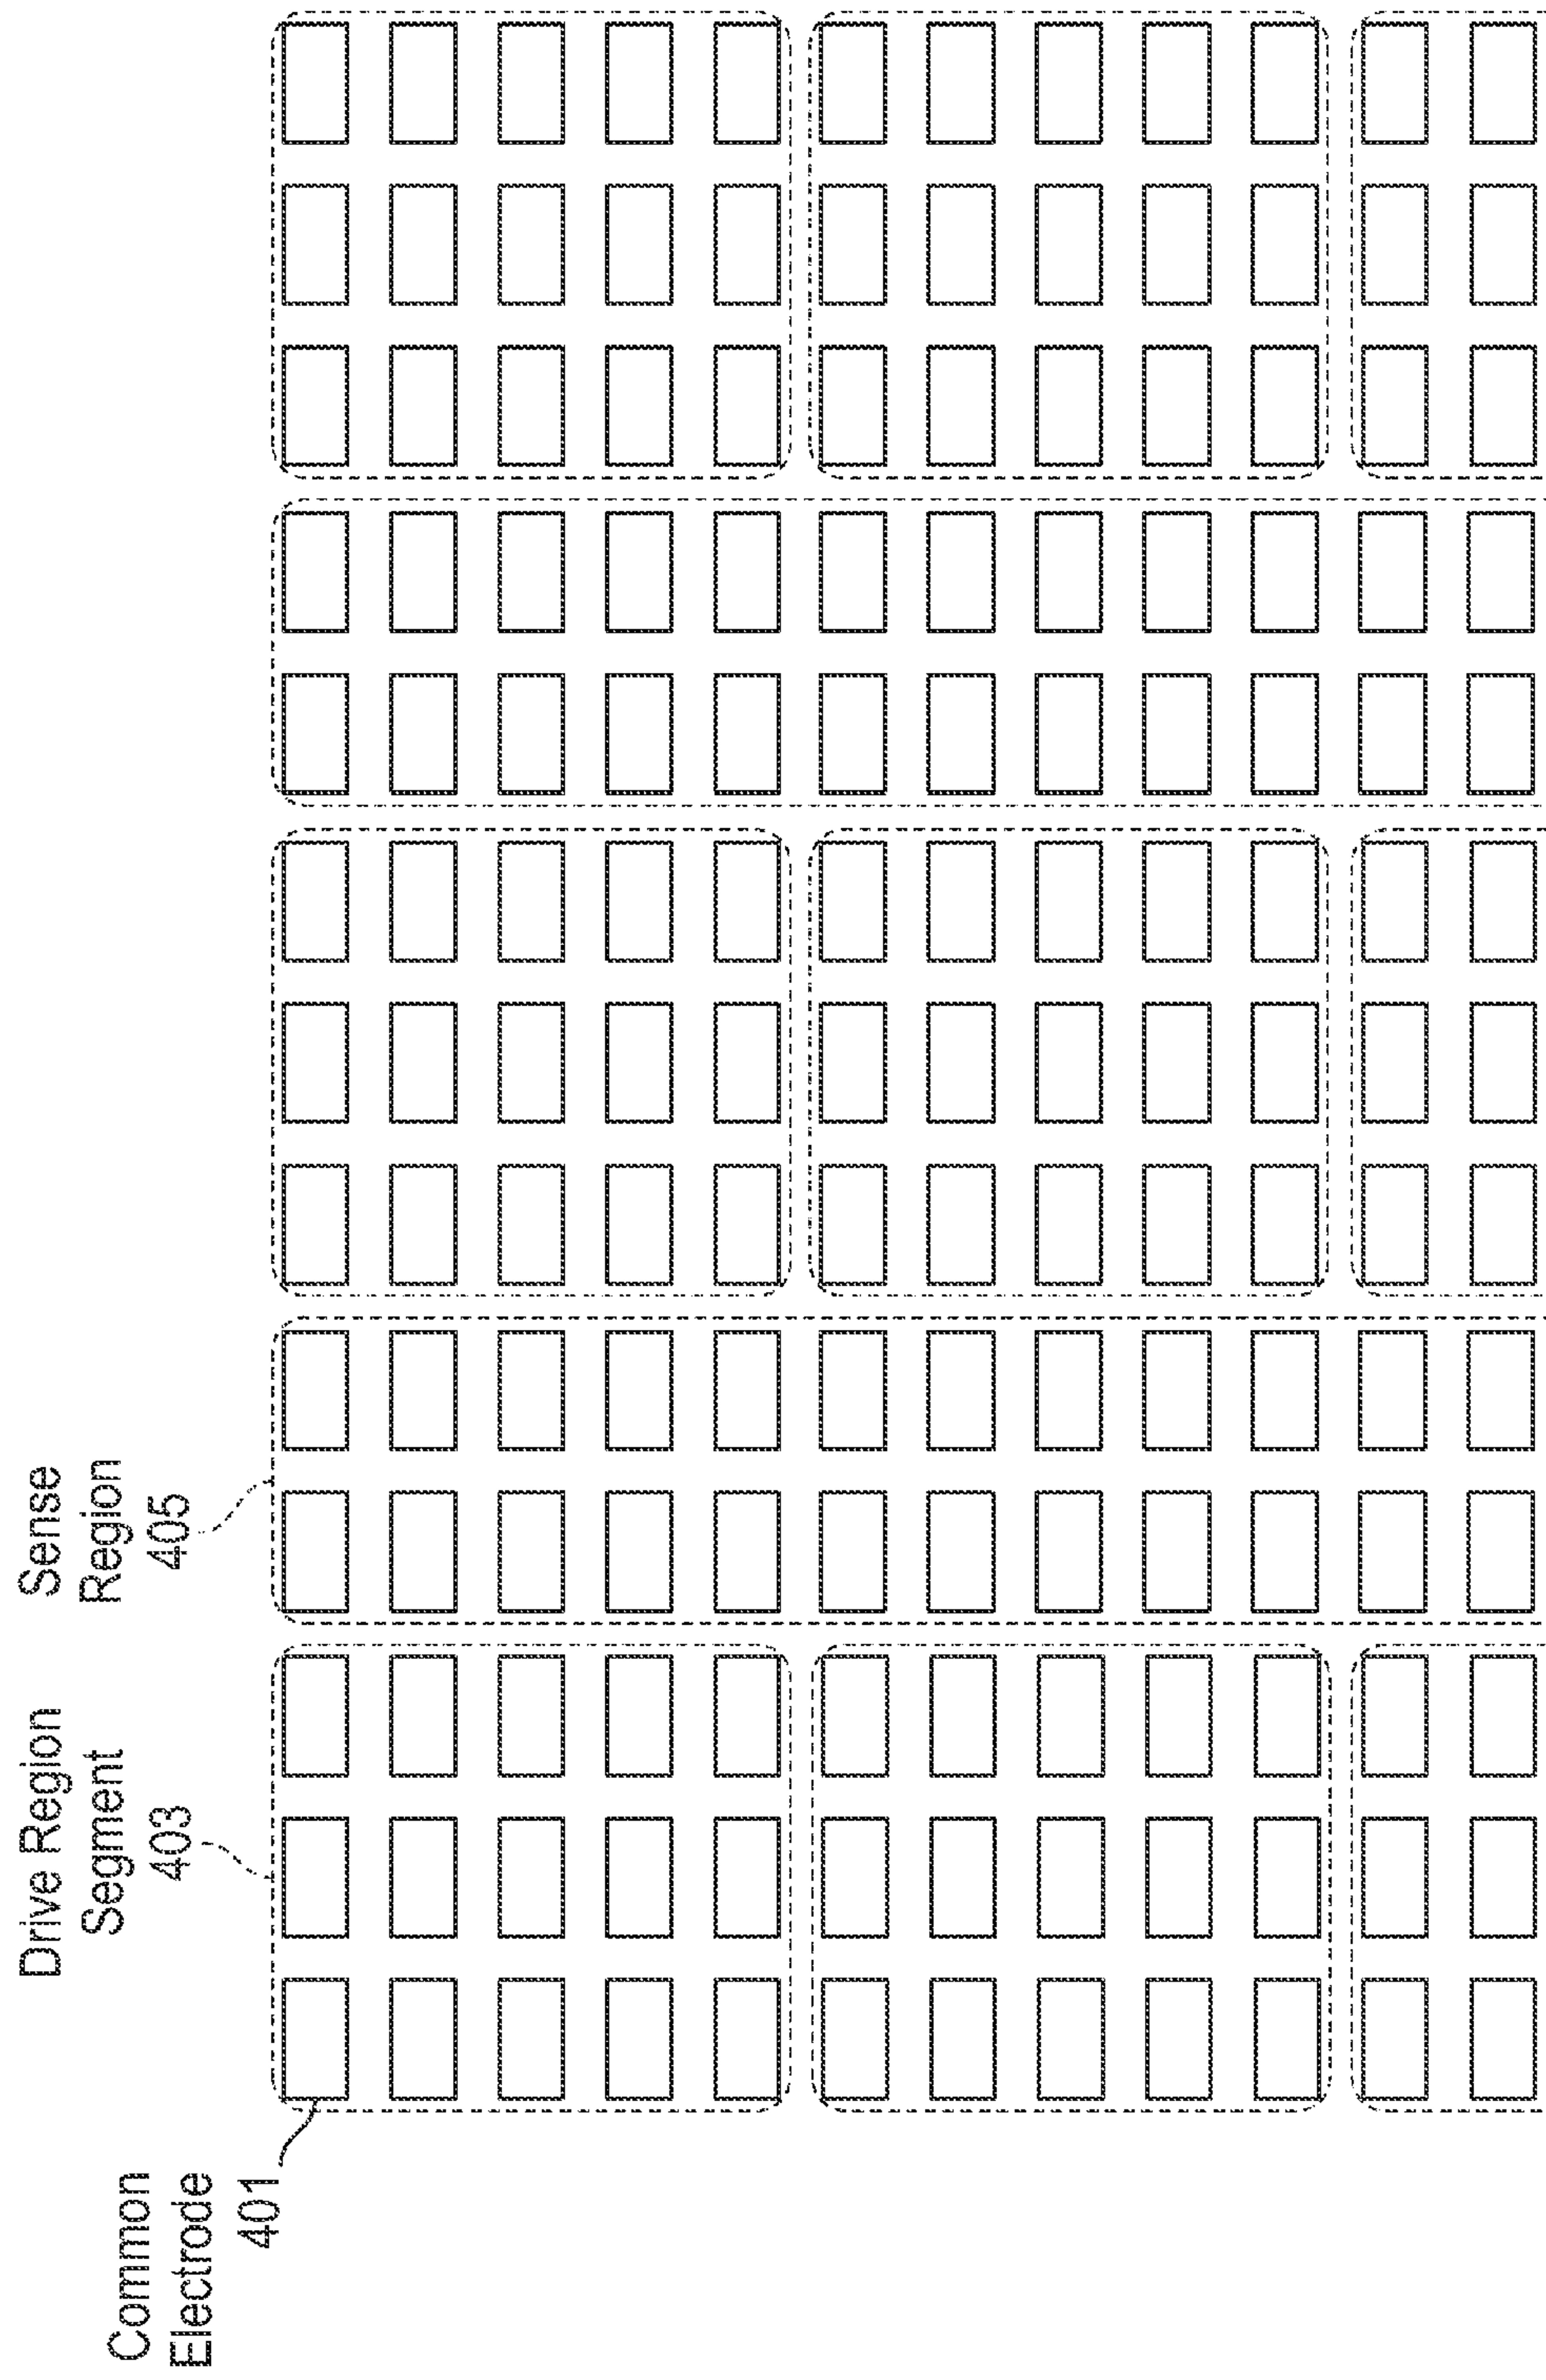 Common
Electrode
401
Drive Region
Segment
403
Sense
Region
405